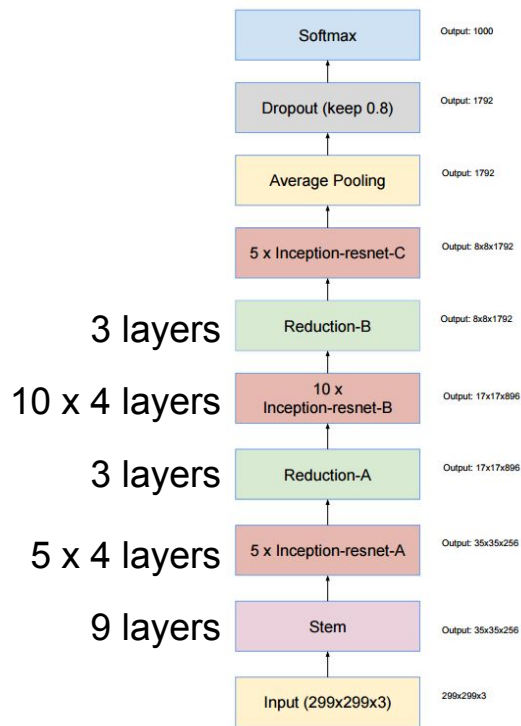 Softmax
Output: 1000
Dropout (keep 0.8)
Output: 1792
Average Pooling
Output: 1792
5 x Inception-resnet-C
Output: 8x8x1792
3 layers
Reduction-B
Output: 8x8x1792
10 x 4 layers
10 x
Inception-resnet-B
Output: 17x17x896
3 layers
Reduction-A
Output: 17x17x896
5 x 4 layers
5 x Inception-resnet-A
Output: 35x35x256
9 layers
Stem
Output: 35x35x256
Input (299x299x3)
299x299x3